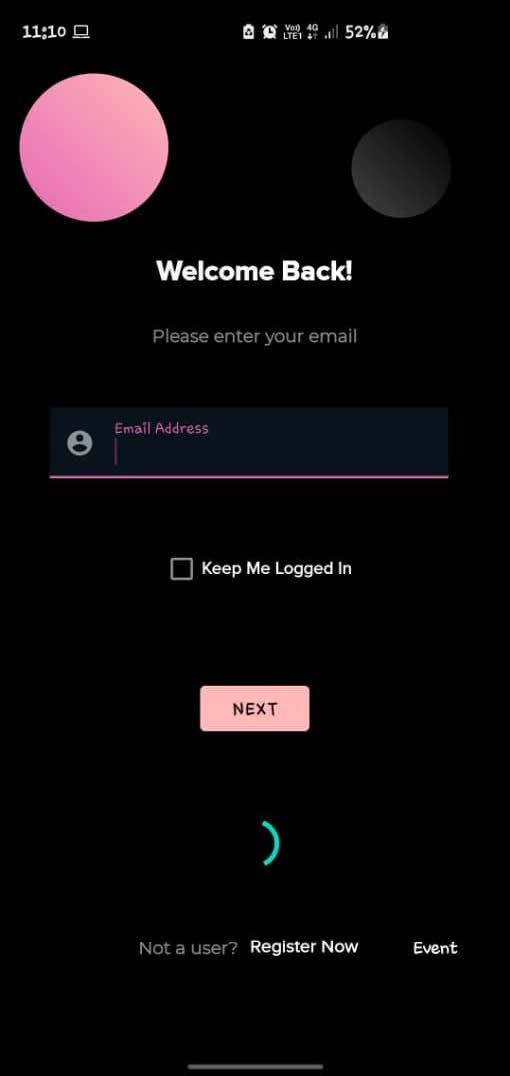 11:10 Vo)) LTE1 4G 52%
Welcome Back!
Please enter your email
Email Address
Keep Me Logged In
NEXT
Not a user? Register Now Event